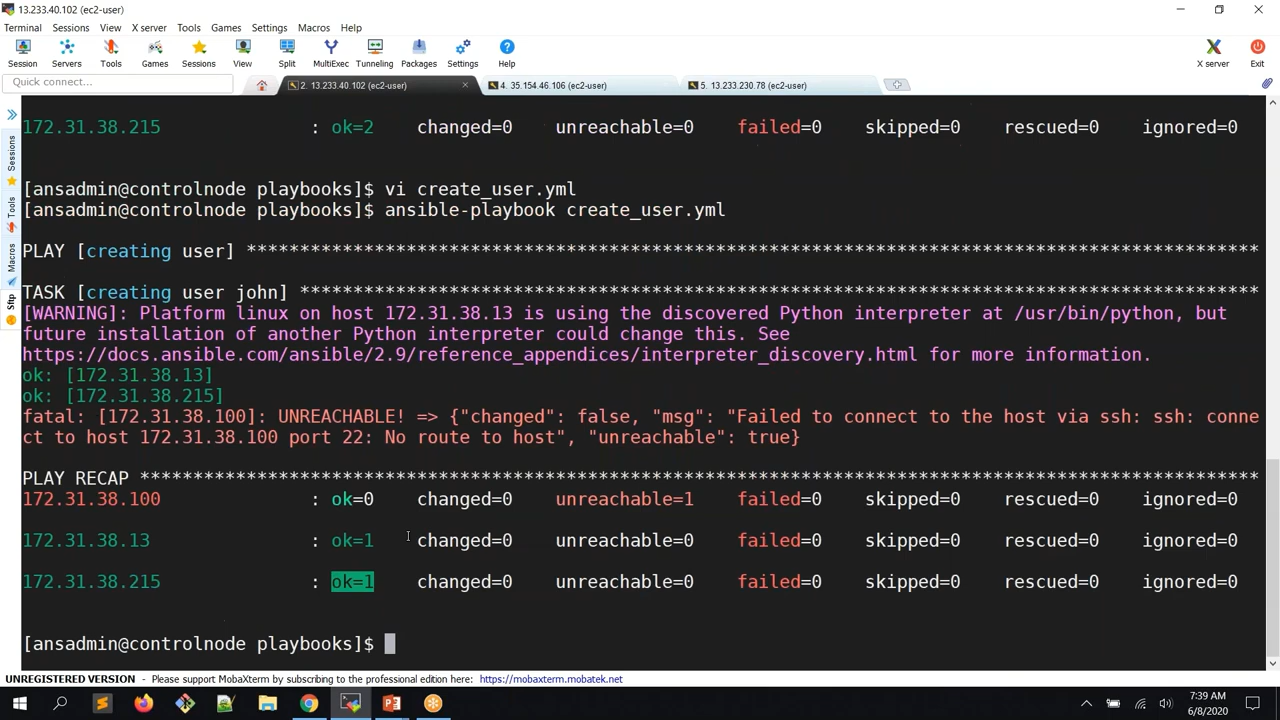 13.233.40.102 (ec2-user)
Terminal Sessions View X server Tools Games Settings Macros Help
Session Servers Tools Games Sessions View Split MultiExec Tunneling Packages Settings Help X server Exit
Quick connect... 2. 13.233.40.102 (ec2-user) 4. 35.154.46.106 (ec2-user) 5. 13.233.230.78 (ec2-user)
Sessions
Tools
Macros
Sftp
172.31.38.215 : ok=2 changed=0 unreachable=0 failed=0 skipped=0 rescued=0 ignored=0
[ansadmin@controlnode playbooks]$ vi create_user.yml
[ansadmin@controlnode playbooks]$ ansible-playbook create_user.yml
PLAY [creating user] *********************************************************************************************
TASK [creating user john] ****************************************************************************************
[WARNING]: Platform linux on host 172.31.38.13 is using the discovered Python interpreter at /usr/bin/python, but
future installation of another Python interpreter could change this. See
https://docs.ansible.com/ansible/2.9/reference_appendices/interpreter_discovery.html for more information.
ok: [172.31.38.13]
ok: [172.31.38.215]
fatal: [172.31.38.100]: UNREACHABLE! => {"changed": false, "msg": "Failed to connect to the host via ssh: ssh: conne
ct to host 172.31.38.100 port 22: No route to host", "unreachable": true}
PLAY RECAP *******************************************************************************************************
172.31.38.100 : ok=0 changed=0 unreachable=1 failed=0 skipped=0 rescued=0 ignored=0
172.31.38.13 : ok=1 changed=0 unreachable=0 failed=0 skipped=0 rescued=0 ignored=0
172.31.38.215 : ok=1 changed=0 unreachable=0 failed=0 skipped=0 rescued=0 ignored=0
[ansadmin@controlnode playbooks]$
UNREGISTERED VERSION - Please support MobaXterm by subscribing to the professional edition here: https://mobaxterm.mobatek.net
7:39 AM
6/8/2020